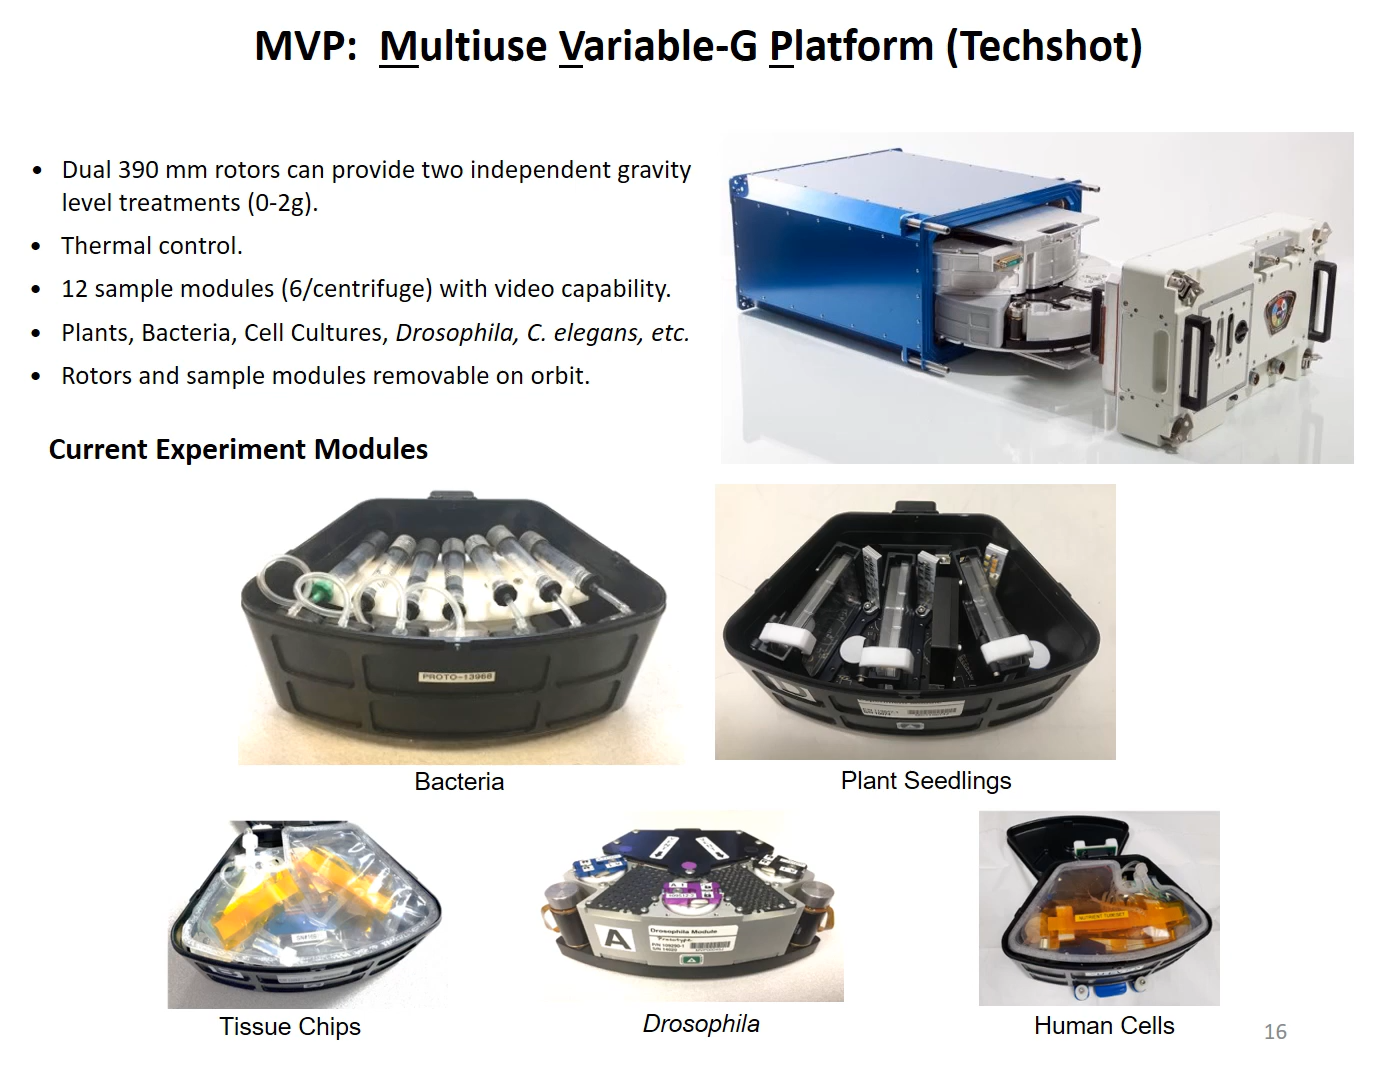 MVP: Multiuse Variable-G Platform (Techshot)
• Dual 390 mm rotors can provide two independent gravity
level treatments (0-2g).
• Thermal control.
• 12 sample modules (6/centrifuge) with video capability.
• Plants, Bacteria, Cell Cultures, Drosophila, C. elegans, etc.
• Rotors and sample modules removable on orbit.
Current Experiment Modules
PROTO-13968
Bacteria
Plant Seedlings
A
Drosophila Module
Prototype
NUTRIENT TUBESET
Tissue Chips
Drosophila
Human Cells
16